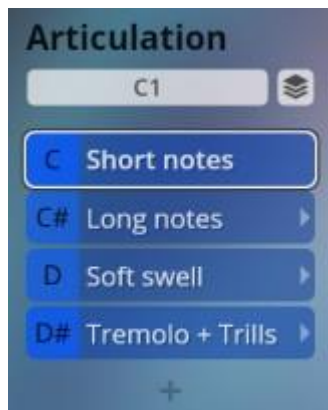 Articulation
C1
C Short notes
C# Long notes
D Soft swell
D# Tremolo + Trills
+